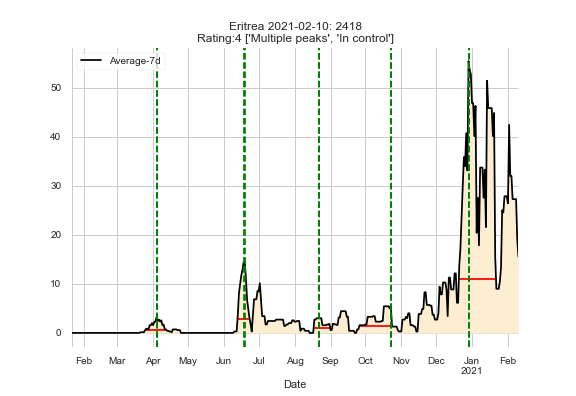 Eritrea 2021-02-10: 2418
Rating:4 ['Multiple peaks', 'In control']
Average-7d
50
40
30
20
10
0
Feb Mar Apr May Jun Jul Aug Sep Oct Nov Dec Jan Feb
2021
Date